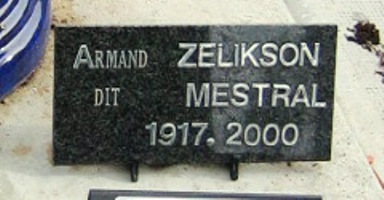 ARMAND ZELIKSON
DIT MESTRAL
1917. 2000